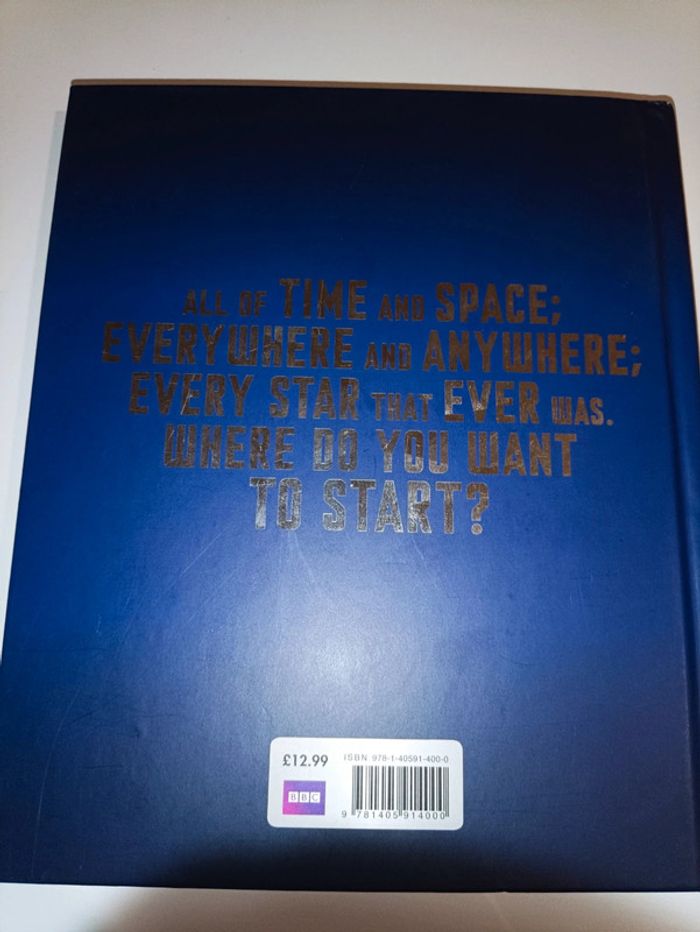 ALL OF TIME AND SPACE;
EVERYWHERE AND ANYWHERE;
EVERY STAR THAT EVER WAS.
WHERE DO YOU WANT
TO START?
£12.99
ISBN 978-1-40591-400-0
BBC
9 781405 914000